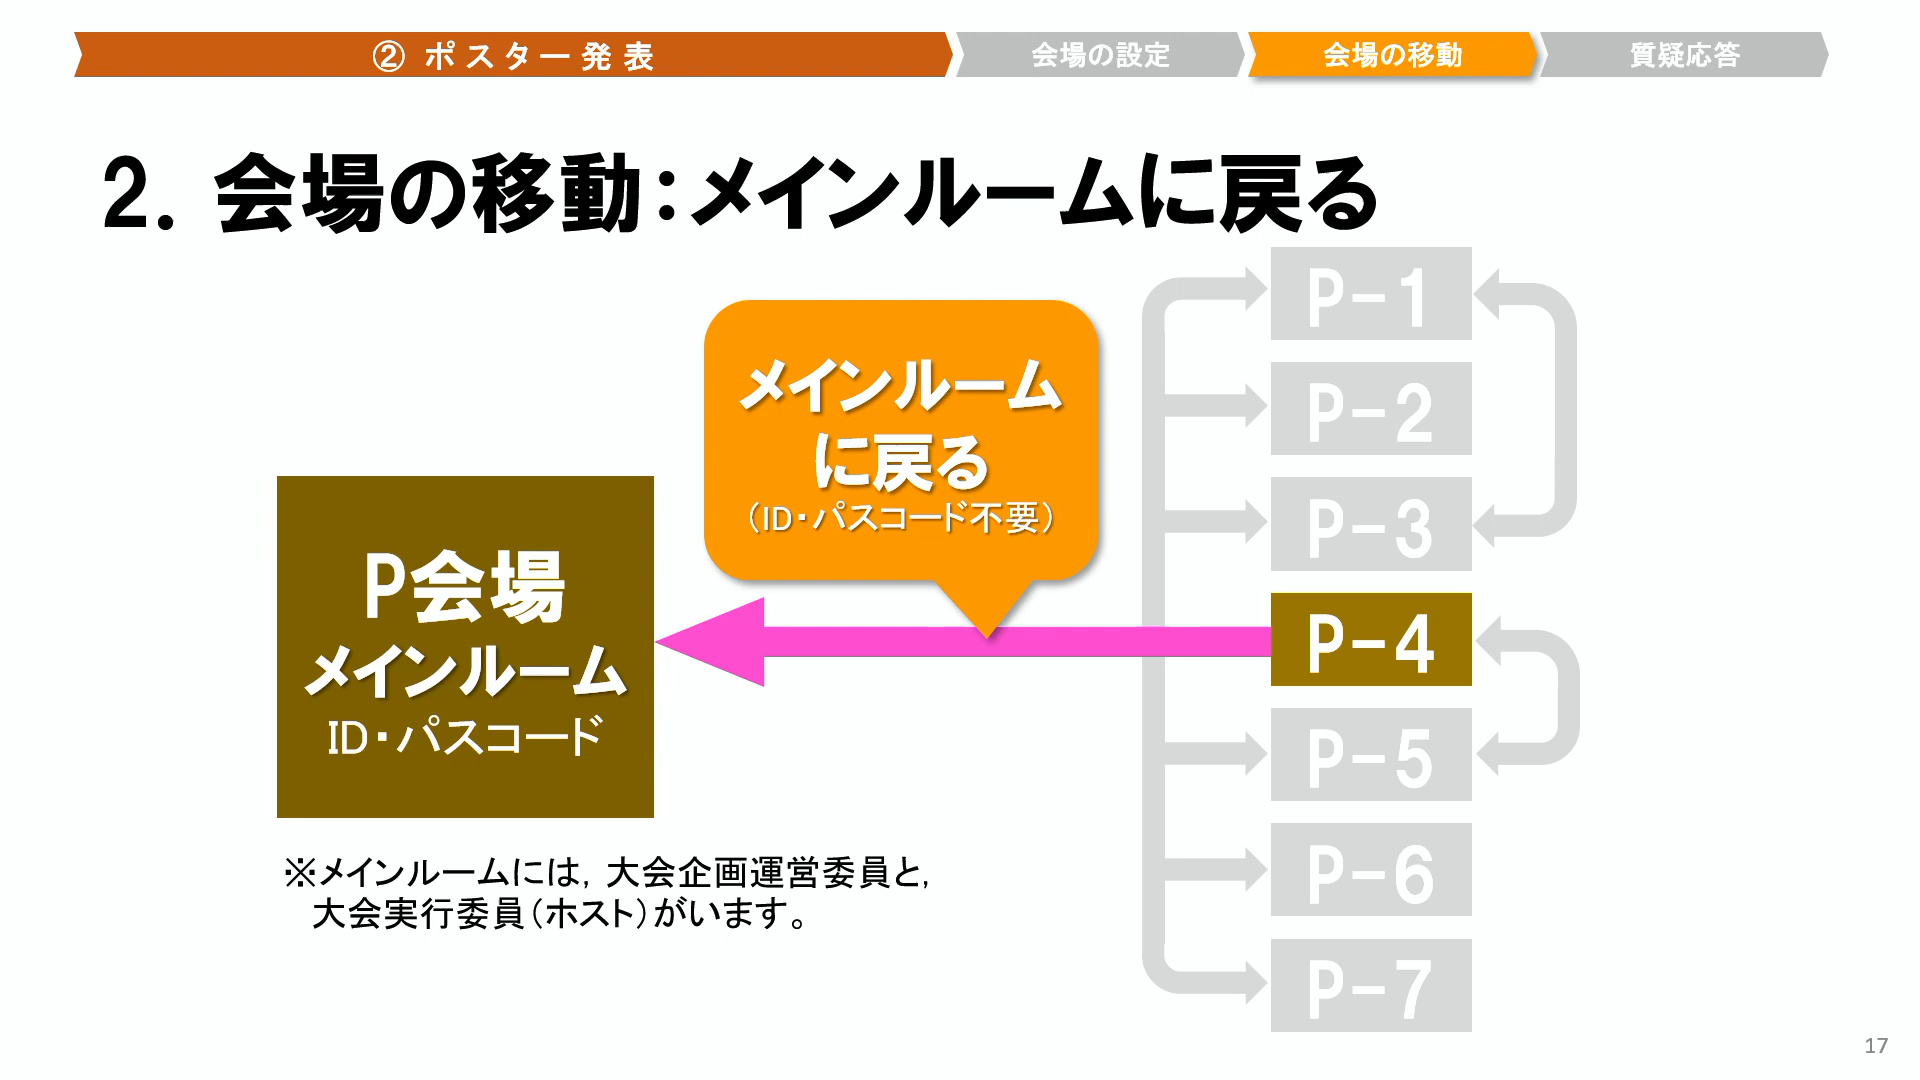 ② ポスター発表
会場の設定
会場の移動
質疑応答
2. 会場の移動：メインルームに戻る
メインルーム
に戻る
（ID・パスコード不要）
P会場
メインルーム
ID・パスコード
※メインルームには，大会企画運営委員と，
大会実行委員（ホスト）がいます。
P-1
P-2
P-3
P-4
P-5
P-6
P-7
17